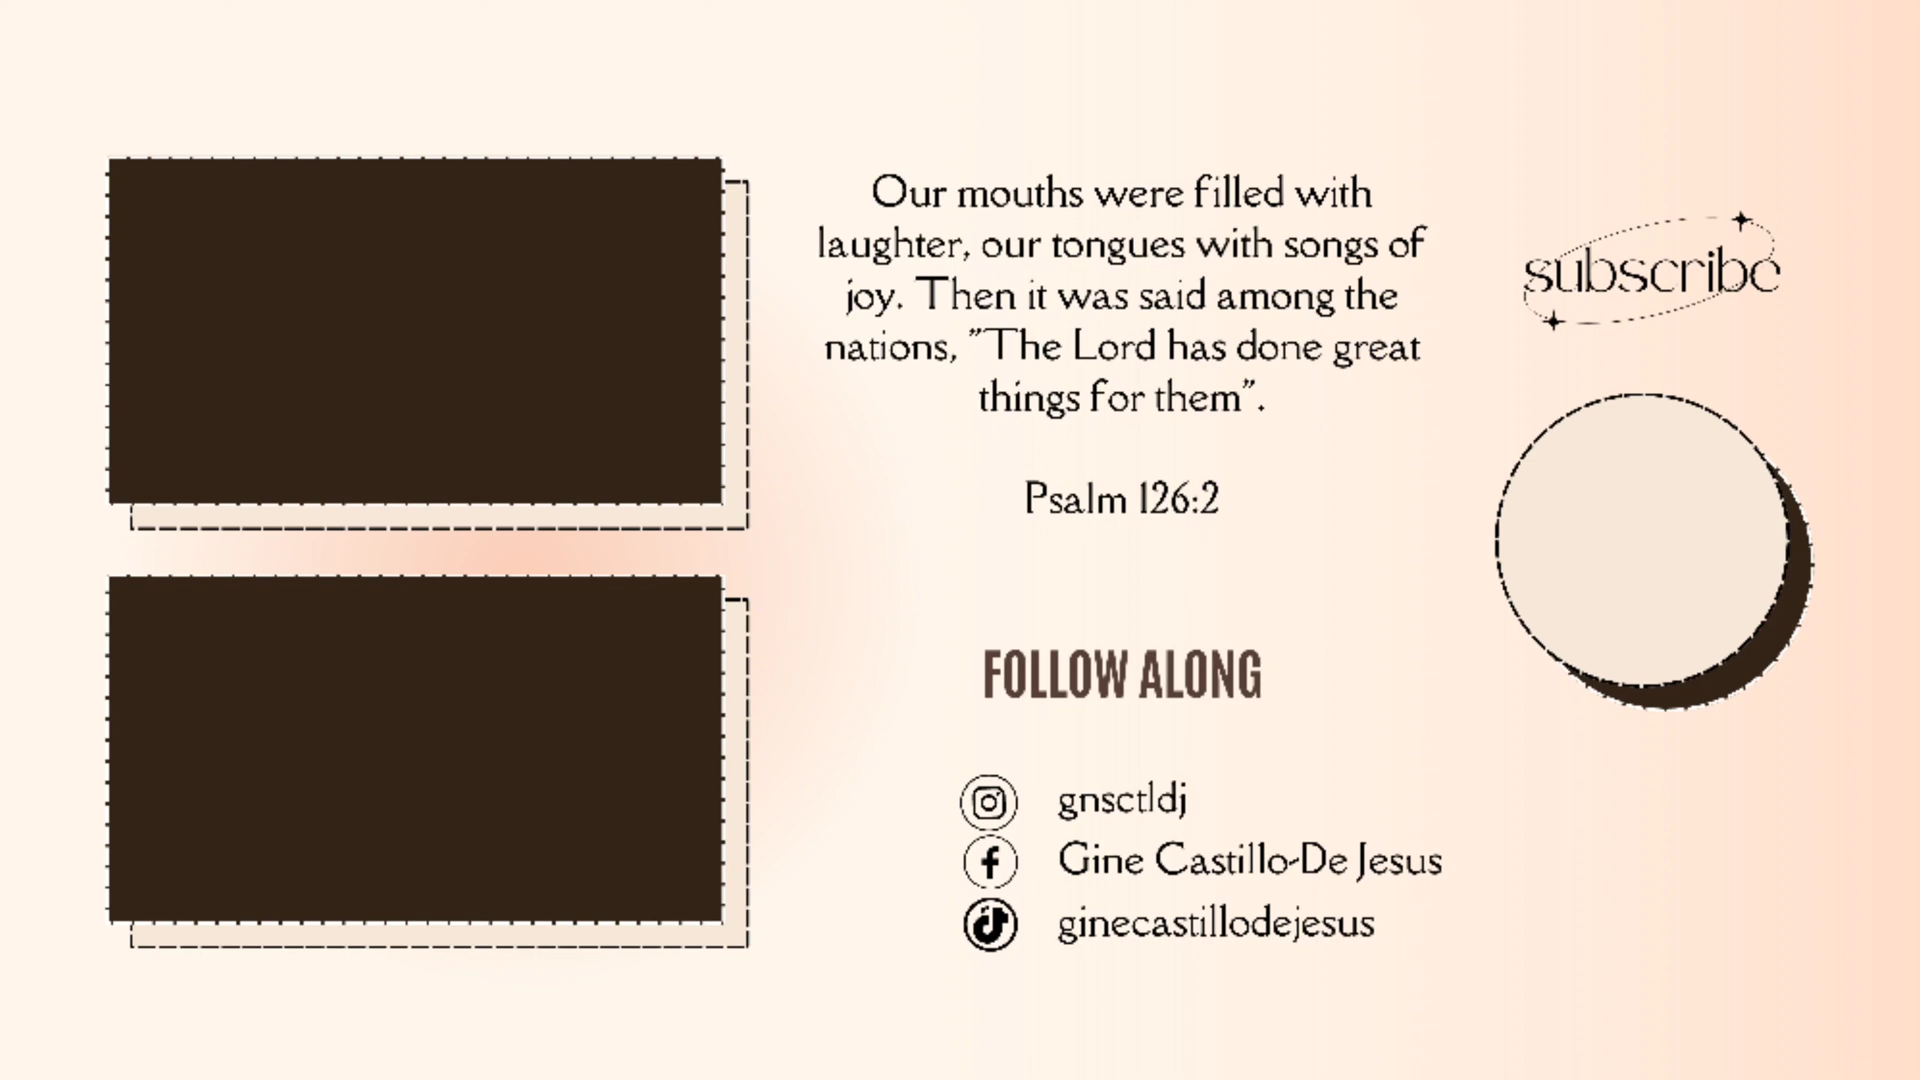 Our mouths were filled with
laughter, our tongues with songs of
joy. Then it was said among the
nations, "The Lord has done great
things for them".
Psalm 126:2
subscribe
FOLLOW ALONG
gnsctldj
Gine Castillo-De Jesus
ginecastillodejesus